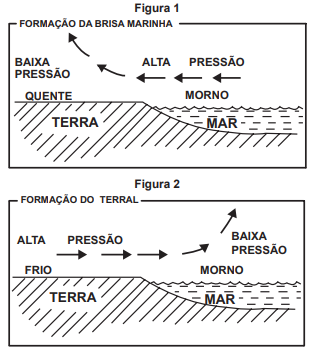 Figura 1
FORMAÇÃO DA BRISA MARINHA
BAIXA PRESSÃO
ALTA PRESSÃO
QUENTE
MORNO
TERRA
MAR
Figura 2
FORMAÇÃO DO TERRAL
ALTA PRESSÃO
BAIXA PRESSÃO
FRIO
MORNO
TERRA
MAR